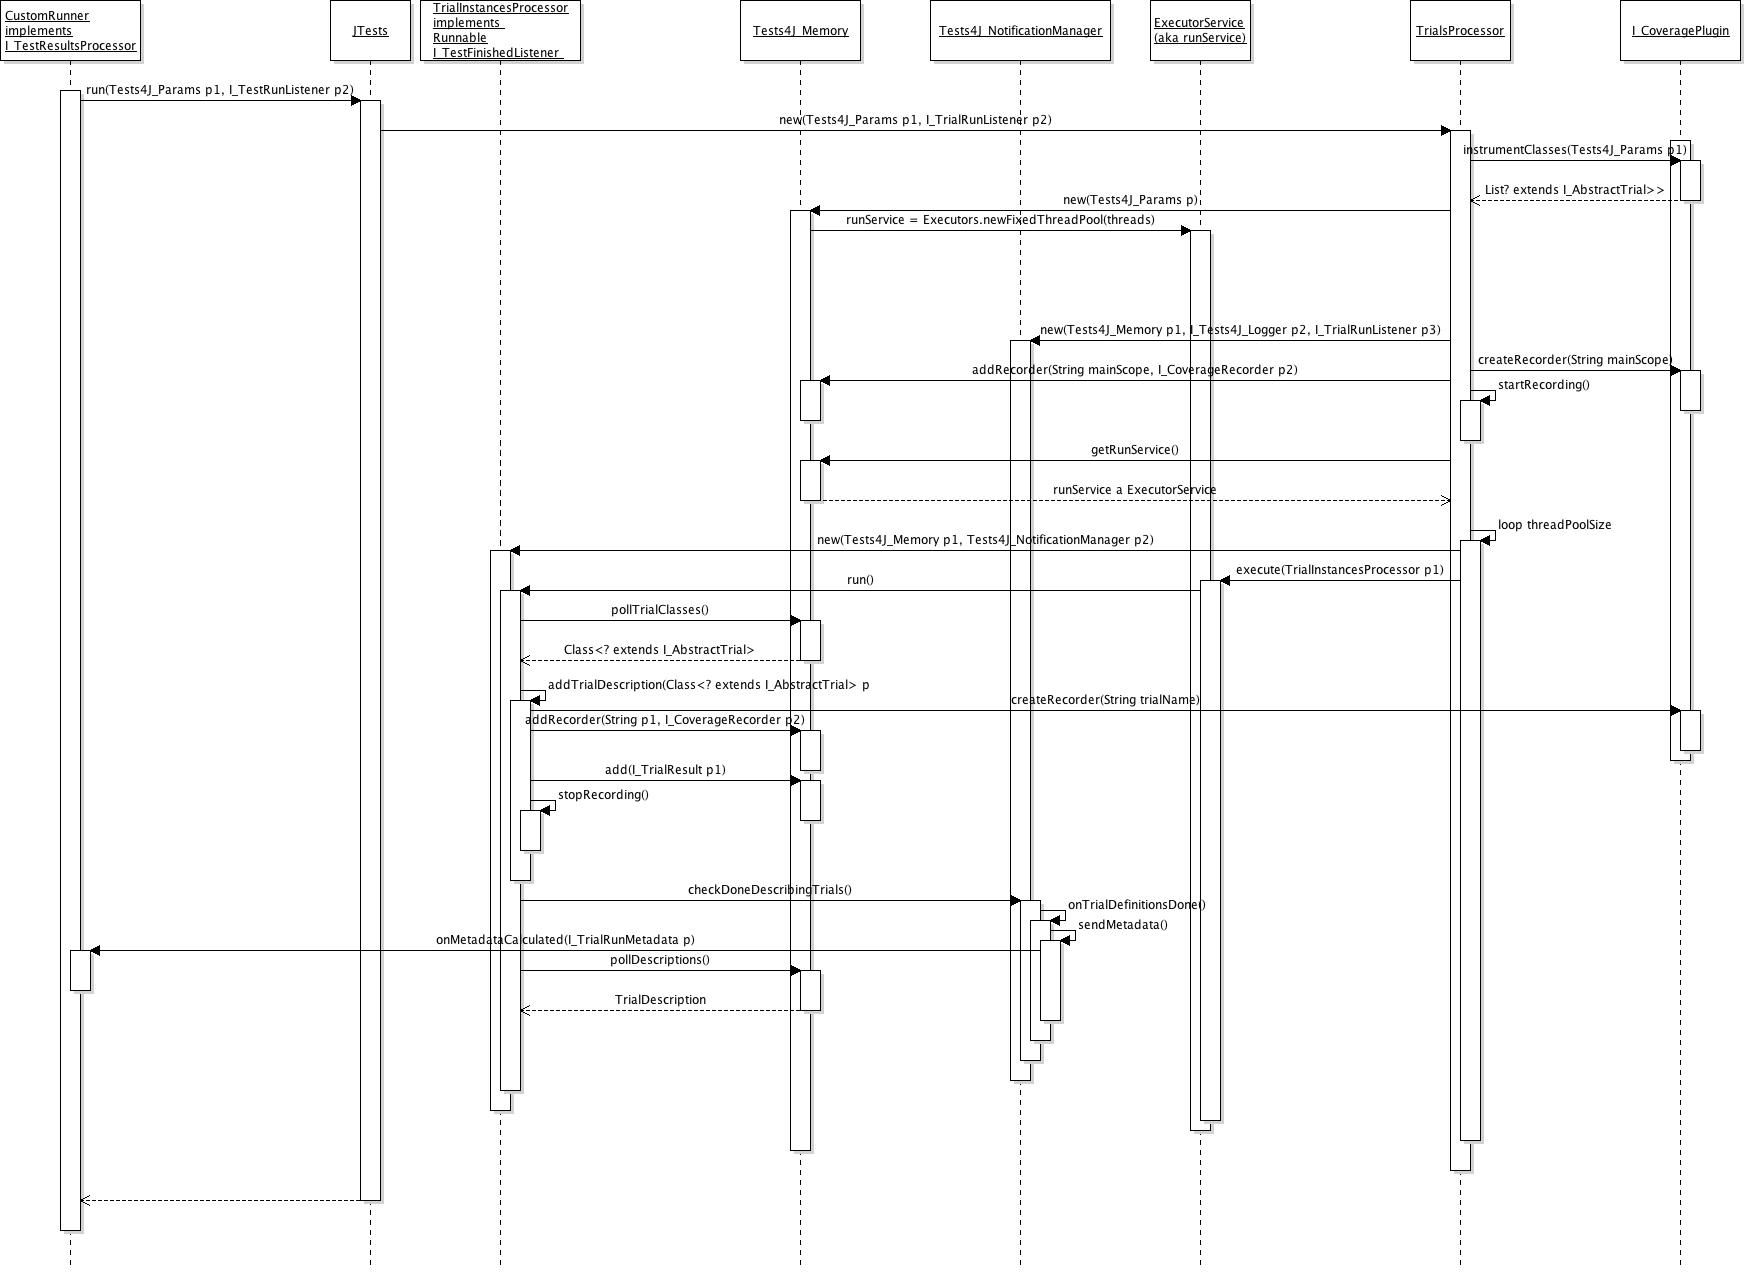 CustomRunner
implements
I_TestResultsProcessor
JTests
TrialInstancesProcessor
implements
Runnable
I_TestFinishedListener
Tests4J_Memory
Tests4J_NotificationManager
ExecutorService
(aka runService)
TrialsProcessor
I_CoveragePlugin
run(Tests4J_Params p1, I_TestRunListener p2)
new(Tests4J_Params p1, I_TrialRunListener p2)
instrumentClasses(Tests4J_Params p1)
List? extends I_AbstractTrial>>
new(Tests4J_Params p)
runService = Executors.newFixedThreadPool(threads)
new(Tests4J_Memory p1, I_Tests4J_Logger p2, I_TrialRunListener p3)
createRecorder(String mainScope)
addRecorder(String mainScope, I_CoverageRecorder p2)
startRecording()
getRunService()
runService a ExecutorService
loop threadPoolSize
new(Tests4J_Memory p1, Tests4J_NotificationManager p2)
execute(TrialInstancesProcessor p1)
run()
pollTrialClasses()
Class<? extends I_AbstractTrial>
addTrialDescription(Class<? extends I_AbstractTrial> p
createRecorder(String trialName)
addRecorder(String p1, I_CoverageRecorder p2)
add(I_TrialResult p1)
stopRecording()
checkDoneDescribingTrials()
onTrialDefinitionsDone()
sendMetadata()
onMetadataCalculated(I_TrialRunMetadata p)
pollDescriptions()
TrialDescription